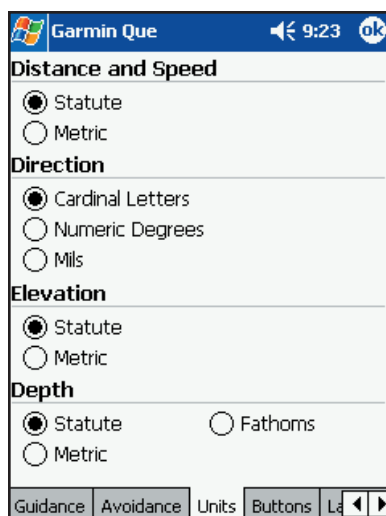 Garmin Que 9:23 ok
Distance and Speed
Statute
Metric
Direction
Cardinal Letters
Numeric Degrees
Mils
Elevation
Statute
Metric
Depth
Statute Fathoms
Metric
Guidance Avoidance Units Buttons La